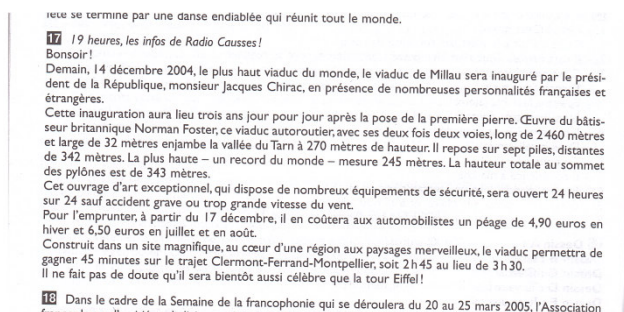 fête se termine par une danse endiablée qui réunit tout le monde.
17 19 heures, les infos de Radio Causses !
Bonsoir !
Demain, 14 décembre 2004, le plus haut viaduc du monde, le viaduc de Millau sera inauguré par le prési-
dent de la République, monsieur Jacques Chirac, en présence de nombreuses personnalités françaises et
étrangères.
Cette inauguration aura lieu trois ans jour pour jour après la pose de la première pierre. Œuvre du bâtis-
seur britannique Norman Foster, ce viaduc autoroutier, avec ses deux fois deux voies, long de 2 460 mètres
et large de 32 mètres enjambe la vallée du Tarn à 270 mètres de hauteur. Il repose sur sept piles, distantes
de 342 mètres. La plus haute – un record du monde – mesure 245 mètres. La hauteur totale au sommet
des pylônes est de 343 mètres.
Cet ouvrage d'art exceptionnel, qui dispose de nombreux équipements de sécurité, sera ouvert 24 heures
sur 24 sauf accident grave ou trop grande vitesse du vent.
Pour l'emprunter, à partir du 17 décembre, il en coûtera aux automobilistes un péage de 4,90 euros en
hiver et 6,50 euros en juillet et en août.
Construit dans un site magnifique, au cœur d'une région aux paysages merveilleux, le viaduc permettra de
gagner 45 minutes sur le trajet Clermont-Ferrand-Montpellier, soit 2 h 45 au lieu de 3 h 30.
Il ne fait pas de doute qu'il sera bientôt aussi célèbre que la tour Eiffel !
18 Dans le cadre de la Semaine de la francophonie qui se déroulera du 20 au 25 mars 2005, l'Association